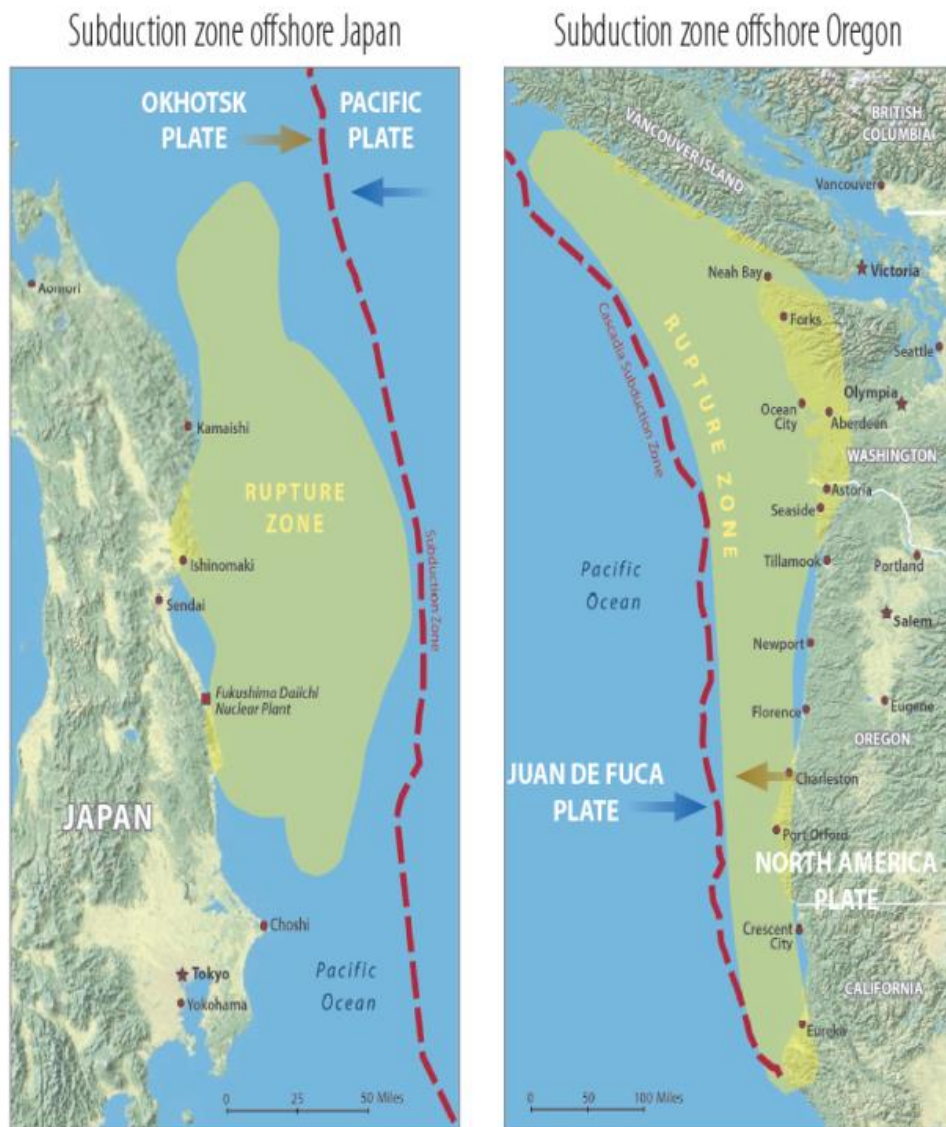 Subduction zone offshore Japan
OKHOTSK
PLATE
PACIFIC
PLATE
Aomori
Kamaishi
RUPTURE
ZONE
Ishinomaki
Sendai
Subduction Zone
Fukushima Daiichi
Nuclear Plant
JAPAN
Choshi
Tokyo
Yokohama
Pacific
Ocean
0 25 50 Miles
Subduction zone offshore Oregon
BRITISH
COLUMBIA
VANCOUVER ISLAND
Vancouver
Victoria
Neah Bay
Forks
Seattle
Cascadia Subduction Zone
RUPTURE ZONE
Olympia
Ocean
City
Aberdeen
WASHINGTON
Astoria
Seaside
Tillamook
Portland
Pacific
Ocean
Salem
Newport
Florence
Eugene
OREGON
JUAN DE FUCA
PLATE
Charleston
Port Orford
NORTH AMERICA
PLATE
Crescent
City
CALIFORNIA
Eureka
0 50 100 Miles